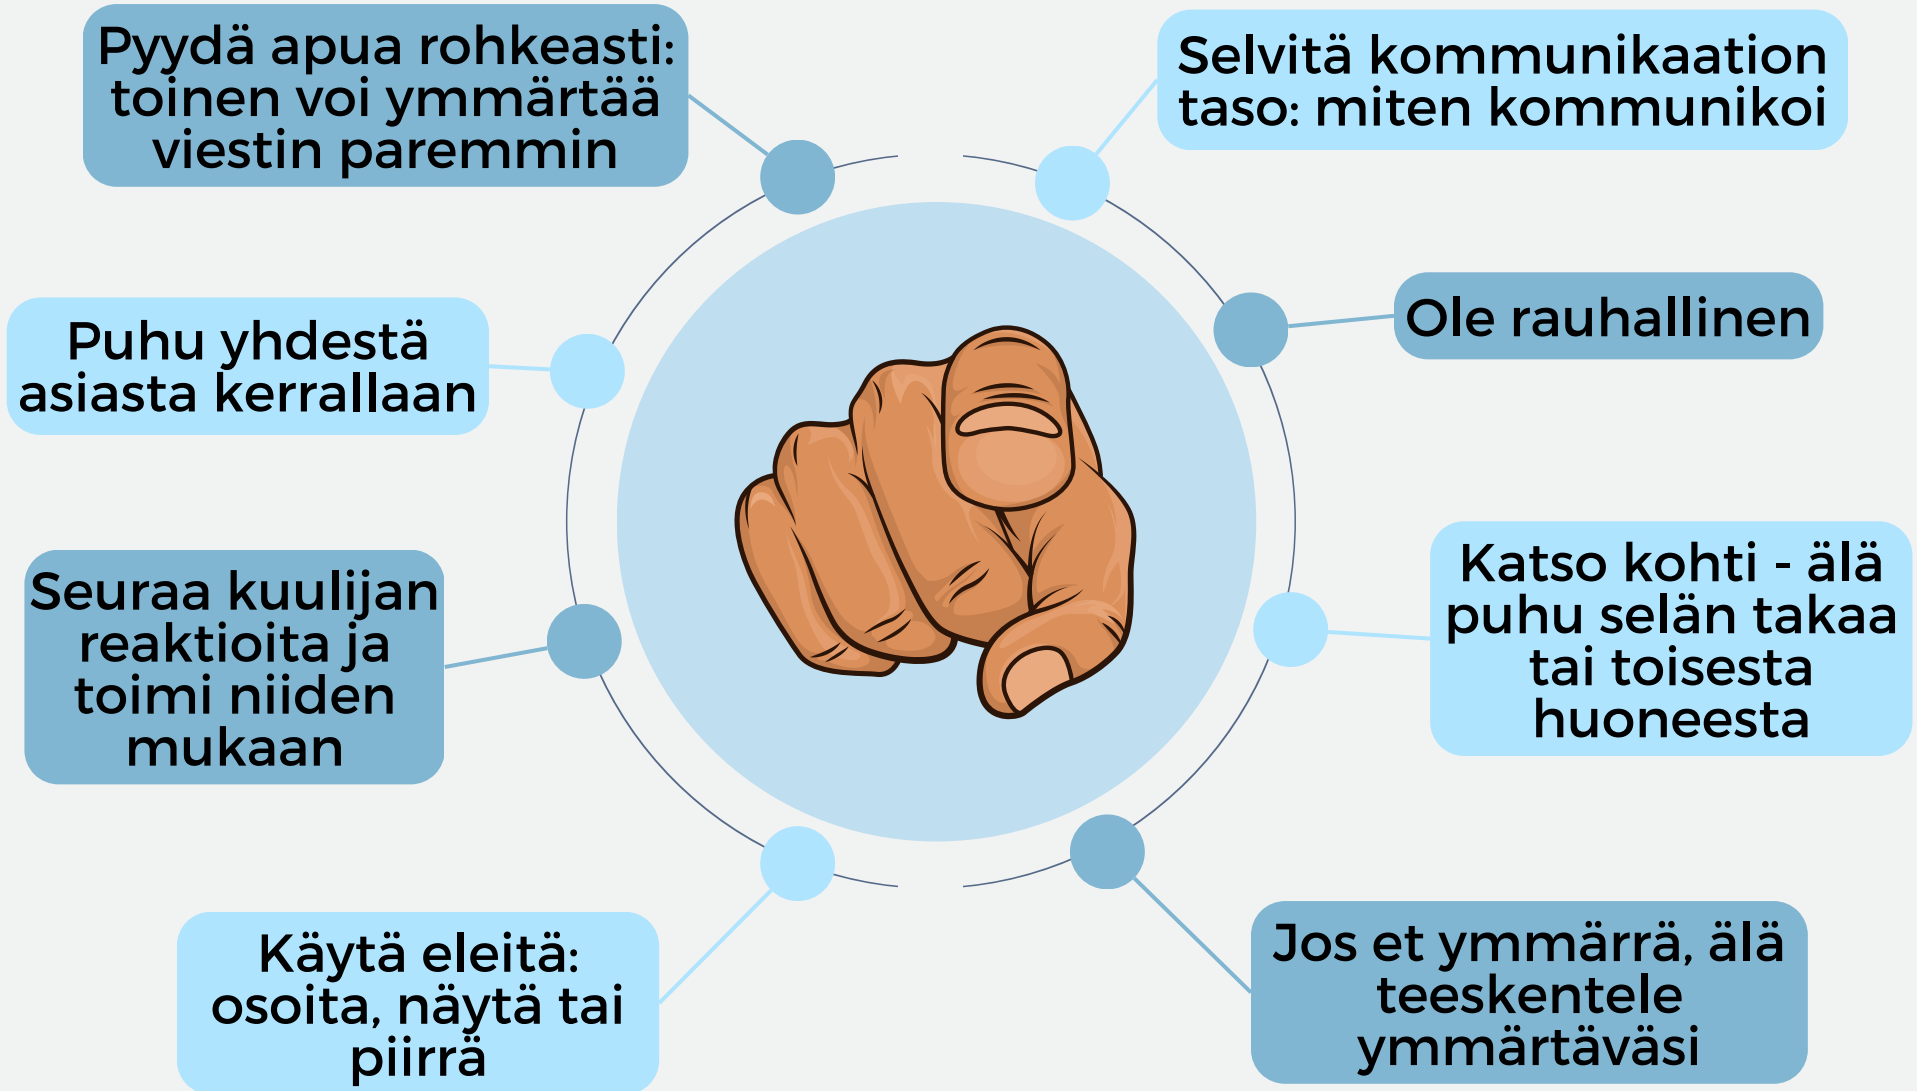 Pyydä apua rohkeasti:
toinen voi ymmärtää
viestin paremmin
Selvitä kommunikaation
taso: miten kommunikoi
Puhu yhdestä
asiasta kerrallaan
Ole rauhallinen
Seuraa kuulijan
reaktioita ja
toimi niiden
mukaan
Katso kohti - älä
puhu selän takaa
tai toisesta
huoneesta
Käytä eleitä:
osoita, näytä tai
piirrä
Jos et ymmärrä, älä
teeskentele
ymmärtäväsi